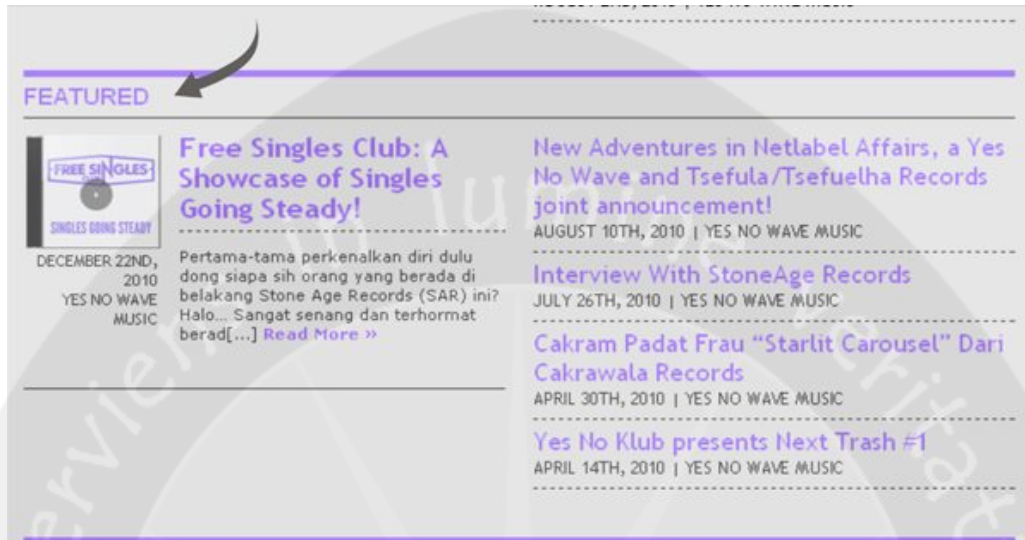 FEATURED
FREE SINGLES
SINGLES GOING STEADY
DECEMBER 22ND,
2010
YES NO WAVE
MUSIC
Free Singles Club: A
Showcase of Singles
Going Steady!
Pertama-tama perkenalkan diri dulu
dong siapa sih orang yang berada di
belakang Stone Age Records (SAR) ini?
Halo... Sangat senang dan terhormat
berad[...] Read More »
New Adventures in Netlabel Affairs, a Yes
No Wave and Tsefula/Tsefuelha Records
joint announcement!
AUGUST 10TH, 2010 | YES NO WAVE MUSIC
Interview With StoneAge Records
JULY 26TH, 2010 | YES NO WAVE MUSIC
Cakram Padat Frau “Starlit Carousel” Dari
Cakrawala Records
APRIL 30TH, 2010 | YES NO WAVE MUSIC
Yes No Klub presents Next Trash #1
APRIL 14TH, 2010 | YES NO WAVE MUSIC
in lumine